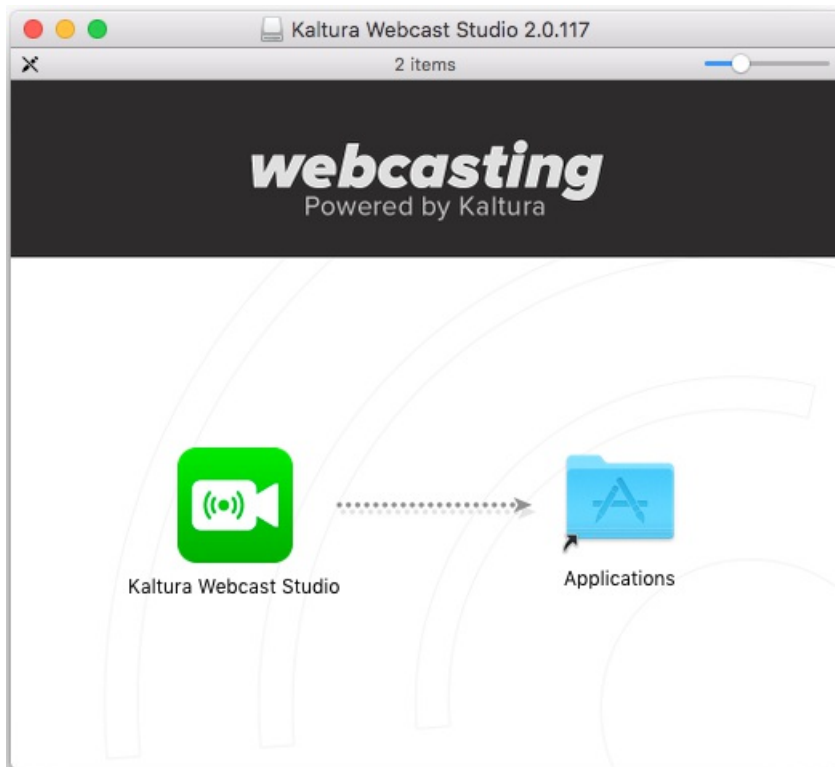 Kaltura Webcast Studio 2.0.117
2 items
webcasting
Powered by Kaltura
Kaltura Webcast Studio
Applications